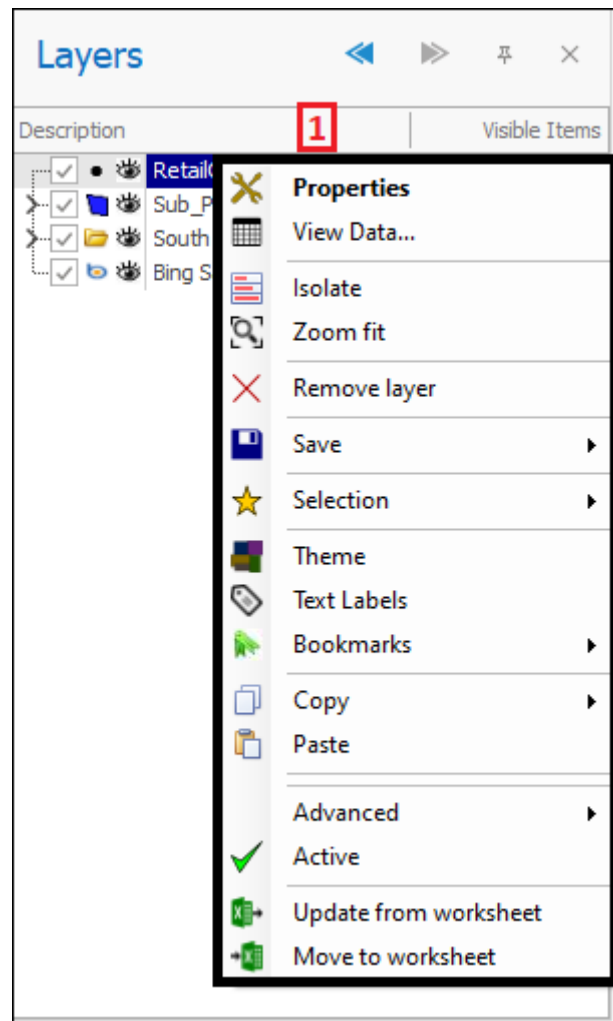 Layers
Description
1
Visible Items
Properties
Sub_P
View Data...
South
Bing S
Isolate
Zoom fit
Remove layer
Save
Selection
Theme
Text Labels
Bookmarks
Copy
Paste
Advanced
Active
Update from worksheet
Move to worksheet